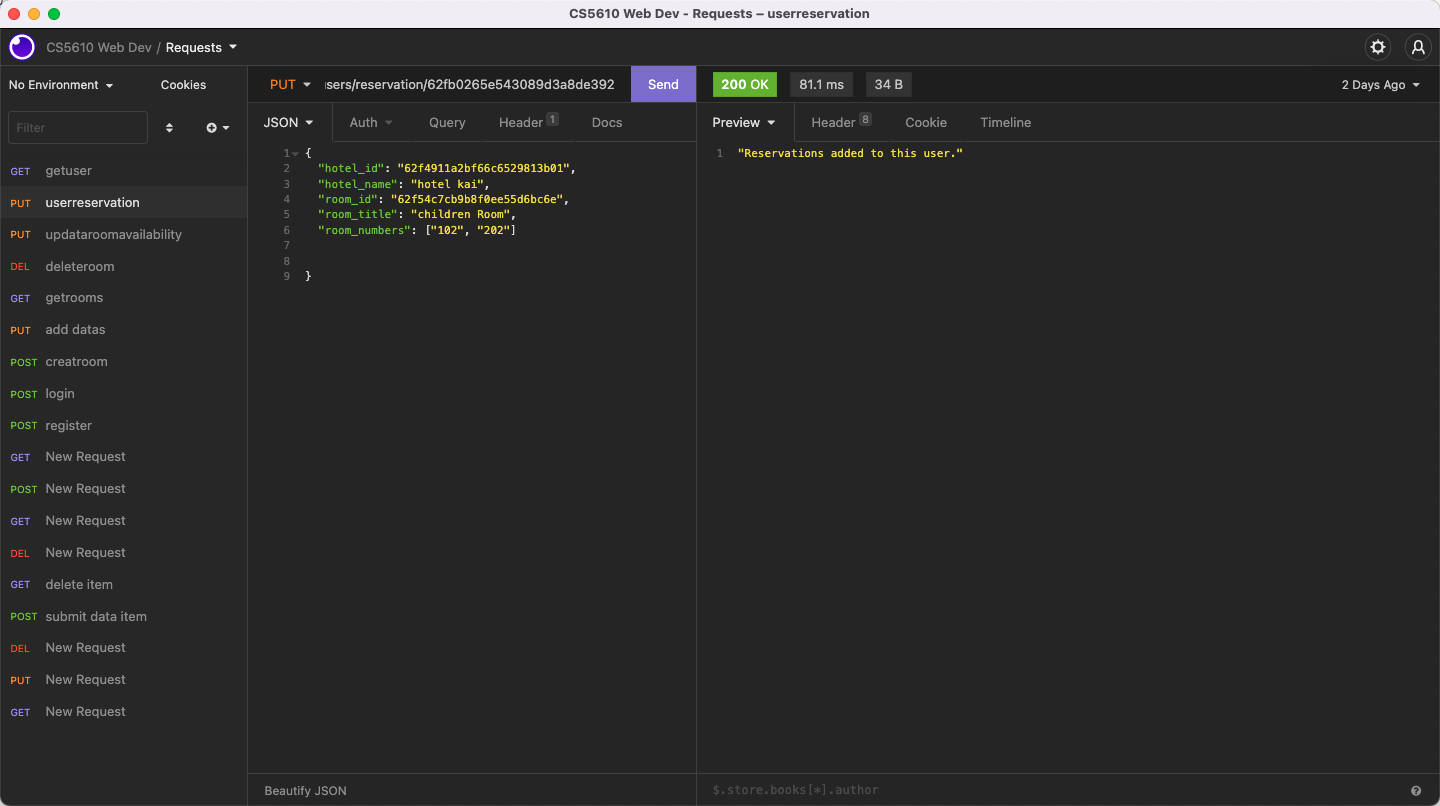 CS5610 Web Dev - Requests – userreservation
CS5610 Web Dev / Requests
No Environment
Cookies
Filter
GET getuser
PUT userreservation
PUT updataroomavailability
DEL deleteroom
GET getrooms
PUT add datas
POST creatroom
POST login
POST register
GET New Request
POST New Request
GET New Request
DEL New Request
GET delete item
POST submit data item
DEL New Request
PUT New Request
GET New Request
PUT sers/reservation/62fb0265e543089d3a8de392 Send
JSON Auth Query Header 1 Docs
1 {
2 "hotel_id": "62f4911a2bf66c6529813b01",
3 "hotel_name": "hotel kai",
4 "room_id": "62f54c7cb9b8f0ee55d6bc6e",
5 "room_title": "children Room",
6 "room_numbers": ["102", "202"]
7
8
9 }
Beautify JSON
200 OK 81.1 ms 34 B 2 Days Ago
Preview Header 8 Cookie Timeline
1 "Reservations added to this user."
$.store.books[*].author